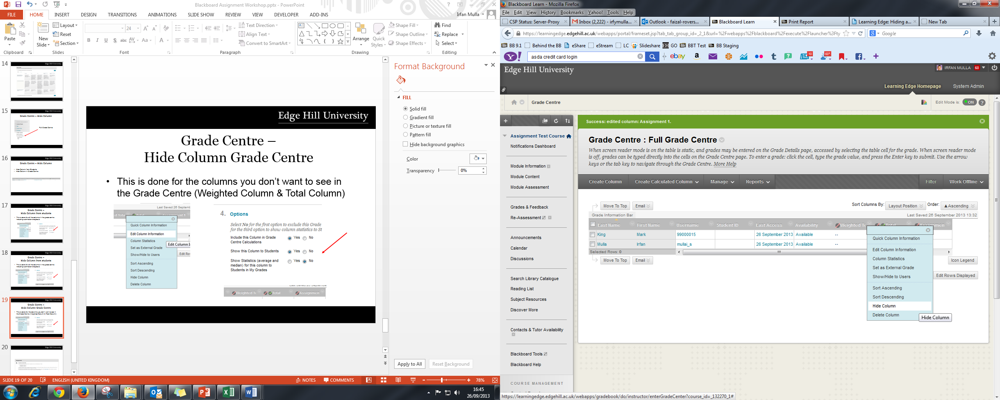 Blackboard Assignment Workshop.pptx - PowerPoint
FILE HOME INSERT DESIGN TRANSITIONS ANIMATIONS SLIDE SHOW REVIEW VIEW DEVELOPER ADD-INS
Irfan Mulla
Paste
Clipboard
New
Slide
Layout
Reset
Section
Slides
24
Font
Text Direction
Align Text
Convert to SmartArt
Paragraph
Arrange
Quick
Styles
Shape Fill
Shape Outline
Shape Effects
Drawing
Find
Replace
Select
Editing
14
15
Grade Centre – Hide Column
Full Grade Centre
16
Grade Centre – Hide Column
Hide Column from Students
Hide Column in Grade Centre
17
Grade Centre –
Hide Column from students
18
Grade Centre –
Hide Column from students
19
Grade Centre –
Hide Column Grade Centre
20
Edge Hill University
Grade Centre –
Hide Column Grade Centre
• This is done for the columns you don't want to see in
the Grade Centre (Weighted Column & Total Column)
Last Saved:26 Septemb
Quick Column Information
Edit Column Information
Column Statistics
Set as External Grade
Show/Hide to Users
Sort Ascending
Sort Descending
Hide Column
Delete Column
4. Options
Select No for the first option to exclude this Grade
for the third option to show column statistics to St
Include this Column in Grade
Centre Calculations
Yes No
Show this Column to Students
Yes No
Show Statistics (average and
median) for this column to
Students in My Grades
Yes No
Weighted To Total Assignmen
Format Background
FILL
Solid fill
Gradient fill
Picture or texture fill
Pattern fill
Hide background graphics
Color
Transparency 0%
Apply to All
Reset Background
SLIDE 19 OF 20
ENGLISH (UNITED KINGDOM)
NOTES
COMMENTS
78%
16:45
26/09/2013
Blackboard Learn - Mozilla Firefox
File Edit View History Bookmarks Yahoo! Tools Help
CSP Status: Server-Proxy
Inbox (2,222) - irfymulla...
Outlook - faizal-rovers...
Blackboard Learn
Print Report
Learning Edge: Hiding a...
New Tab
https://learningedge.edgehill.ac.uk/webapps/portal/frameset.jsp?tab_tab_group_id=_2_1&url=%2Fwebapps%2Fblackboard%2Fexecute%2Flauncher%3Fty
Google
BB 9.1 Behind the BB eShare eStream LC Slideshare GO BBT Test BB Staging
asda credit card login
ebay
10
63°
Edge Hill University
IRFAN MULLA 60
Learning Edge Homepage
System Admin
Grade Centre
Edit Mode is: ON
Assignment Test Course
Notifications Dashboard
Module Information
Module Content
Module Assessment
Grades & Feedback
Re-Assessment
Announcements
Calendar
Discussions
Search Library Catalogue
Reading List
Subject Resources
Discover More
Contacts & Tutor Availability
Blackboard Tools
Blackboard Help
COURSE MANAGEMENT
Success: edited column: Assignment 1.
Grade Centre : Full Grade Centre
When screen reader mode is on the table is static, and grades may be entered on the Grade Details page, accessed by selecting the table cell for the grade. When screen reader mode
is off, grades can be typed directly into the cells on the Grade Centre page. To enter a grade: click the cell, type the grade value, and press the Enter key to submit. Use the arrow
keys or the tab key to navigate through the Grade Centre. More Help
Create Column Create Calculated Column Manage Reports Filter Work Offline
Move To Top Email
Sort Columns By: Layout Position Order: Ascending
Grade Information Bar
Last Saved:26 September 2013 13:32
Last Name First Name Username Student ID Last Access Availability Weighted To Total Assignmen
King Mark 99000015 26 September 2013 Available --
Mulla Irfan mullai_s 26 September 2013 Available --
Selected Rows: 0
Move To Top Email
Icon Legend
Edit Rows Displayed
Quick Column Information
Edit Column Information
Column Statistics
Set as External Grade
Show/Hide to Users
Sort Ascending
Sort Descending
Hide Column
Delete Column
Hide Column
https://learningedge.edgehill.ac.uk/webapps/gradebook/do/instructor/enterGradeCenter?course_id=_132270_1#